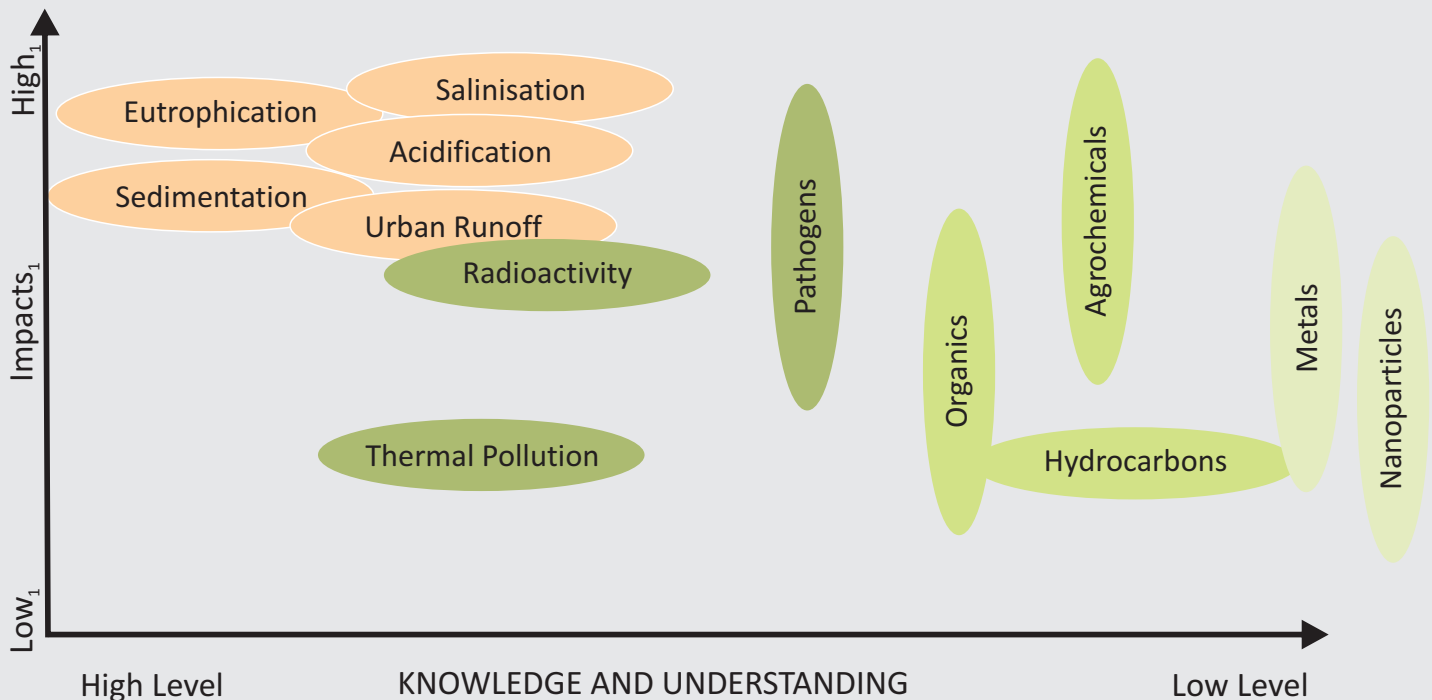 High1
Impacts1
Low1
Salinisation
Eutrophication
Acidification
Sedimentation
Urban Runoff
Radioactivity
Thermal Pollution
Pathogens
Organics
Agrochemicals
Hydrocarbons
Metals
Nanoparticles
High Level
KNOWLEDGE AND UNDERSTANDING
Low Level